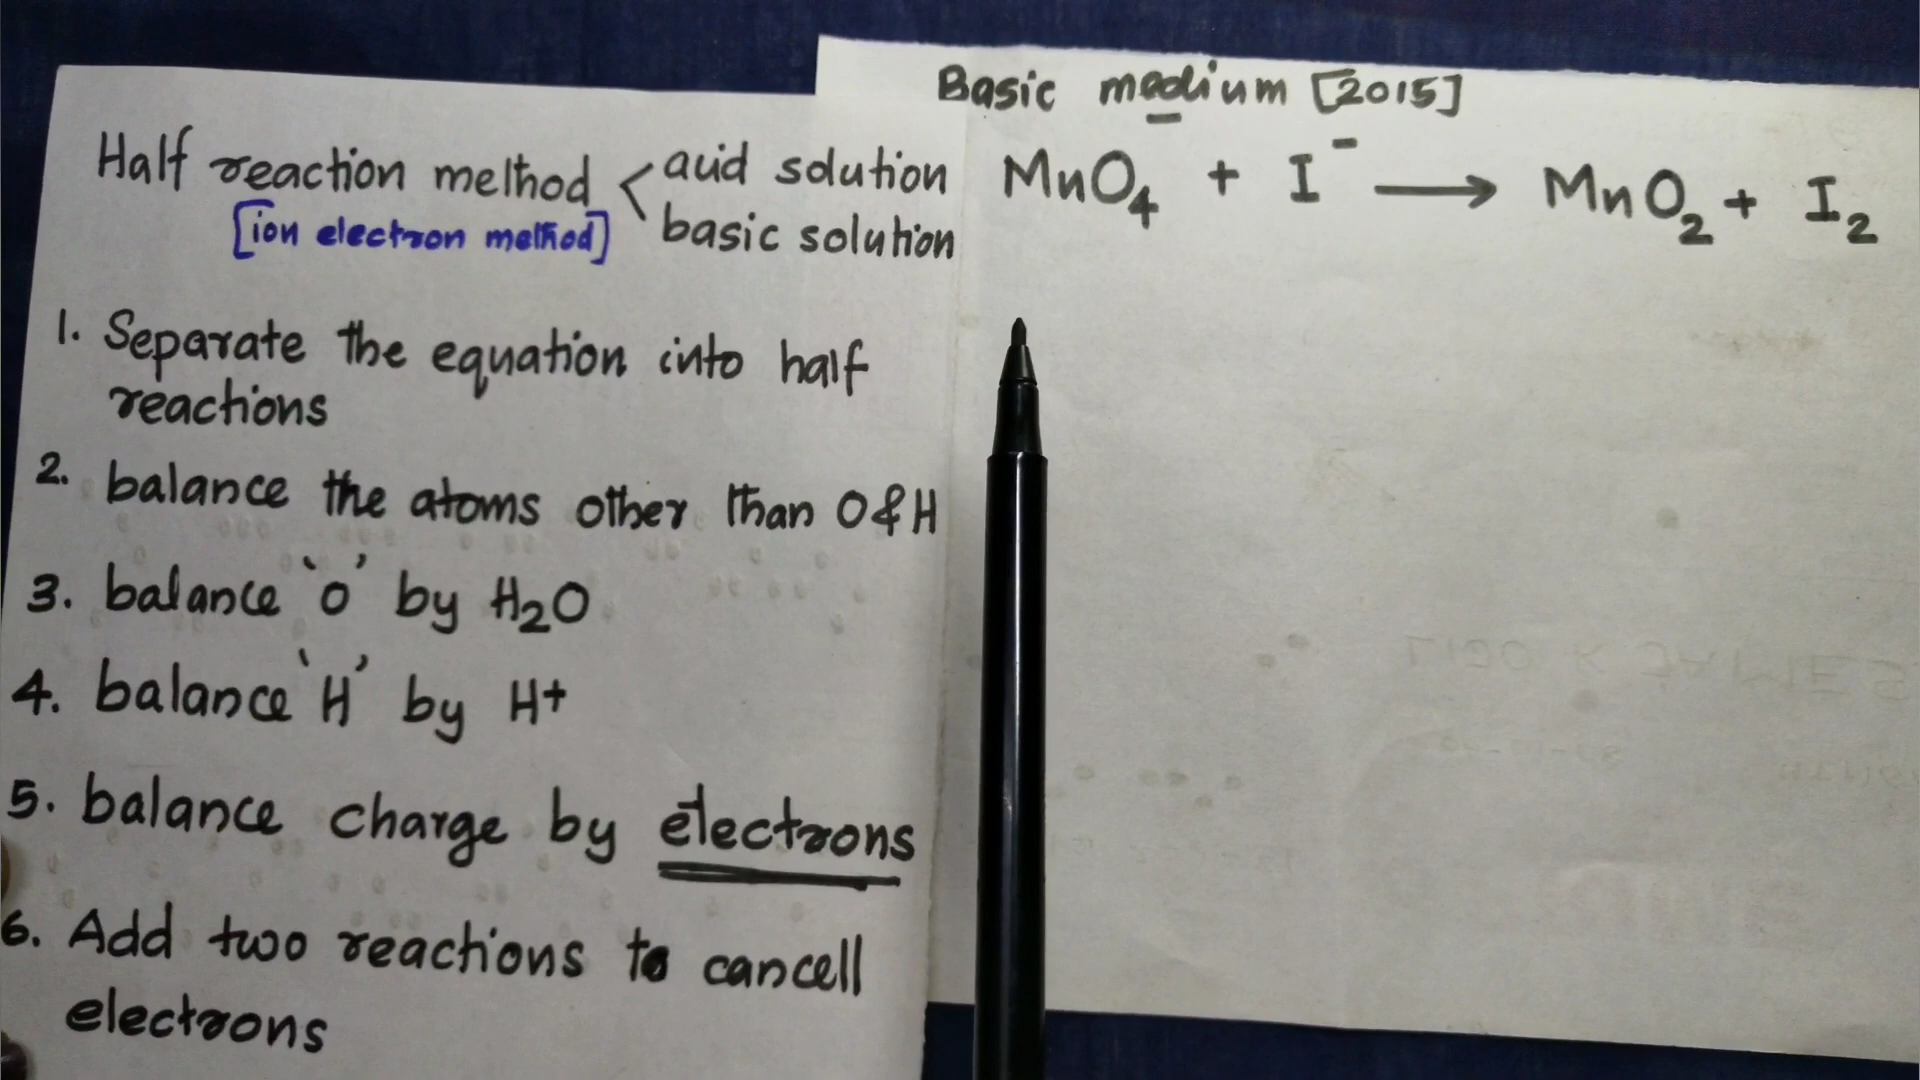 Half reaction method < acid solution
basic solution
[ion electron method]
1. Separate the equation into half
reactions
2. balance the atoms other than O & H
3. balance 'O' by H2O
4. balance 'H' by H+
5. balance charge by electrons
6. Add two reactions to cancell
electrons
Basic medium [2015]
MnO₄⁻ + I⁻ ⟶ MnO₂ + I₂